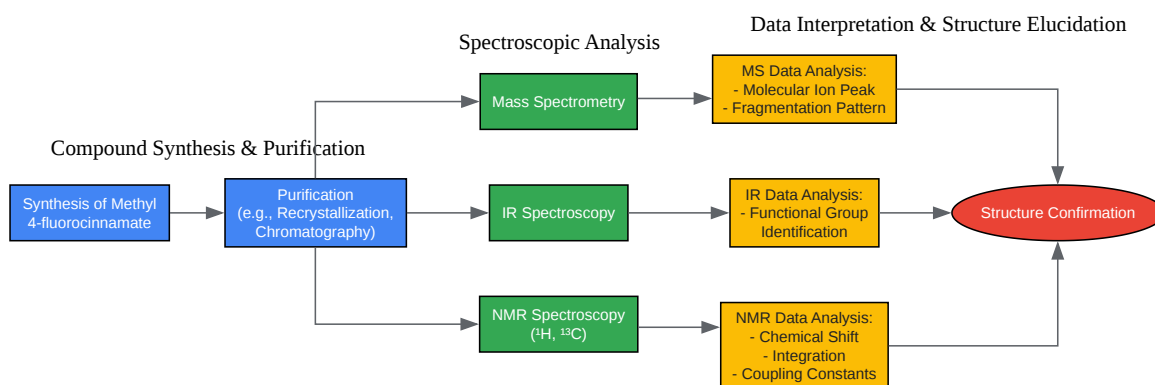 Data Interpretation & Structure Elucidation
Spectroscopic Analysis
Compound Synthesis & Purification
Synthesis of Methyl
4-fluorocinnamate
Purification
(e.g., Recrystallization,
Chromatography)
Mass Spectrometry
IR Spectroscopy
NMR Spectroscopy
(¹H, ¹³C)
MS Data Analysis:
- Molecular Ion Peak
- Fragmentation Pattern
IR Data Analysis:
- Functional Group
Identification
NMR Data Analysis:
- Chemical Shift
- Integration
- Coupling Constants
Structure Confirmation